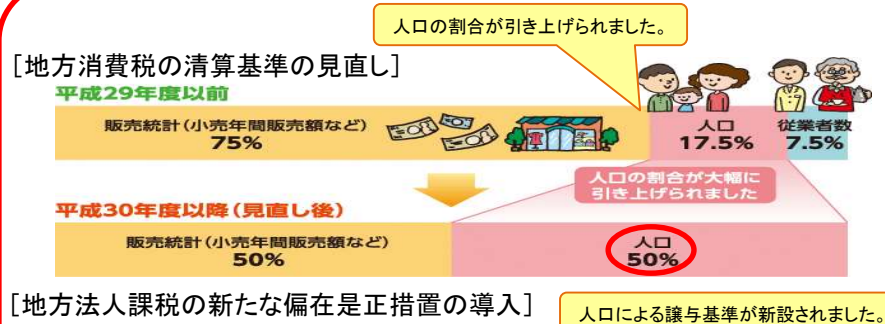 人口の割合が引き上げられました。
[地方消費税の清算基準の見直し]
平成29年度以前
販売統計(小売年間販売額など)
75%
人口
17.5%
従業者数
7.5%
人口の割合が大幅に
引き上げられました
平成30年度以降(見直し後)
販売統計(小売年間販売額など)
50%
人口
50%
[地方法人課税の新たな偏在是正措置の導入]
人口による譲与基準が新設されました。